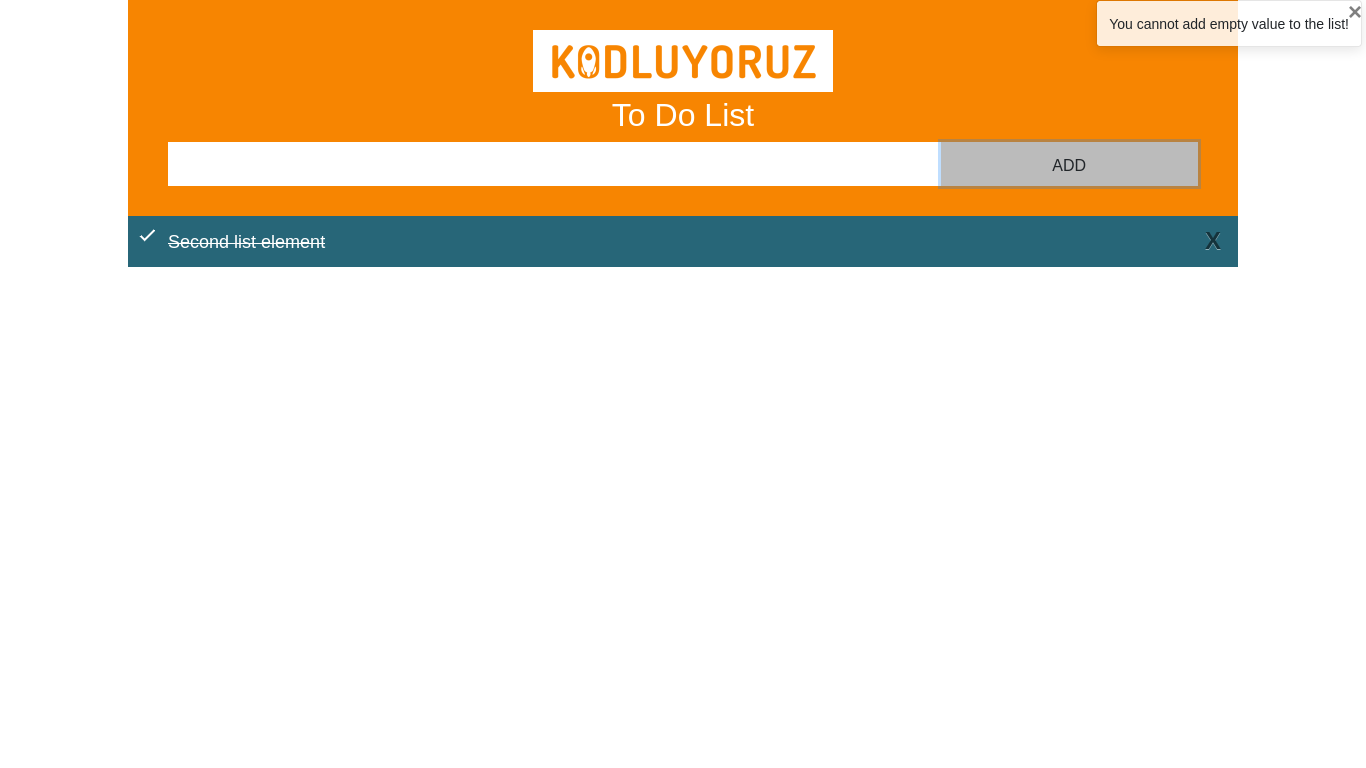 You cannot add empty value to the list!
KODLUYORUZ
To Do List
ADD
Second list element
X